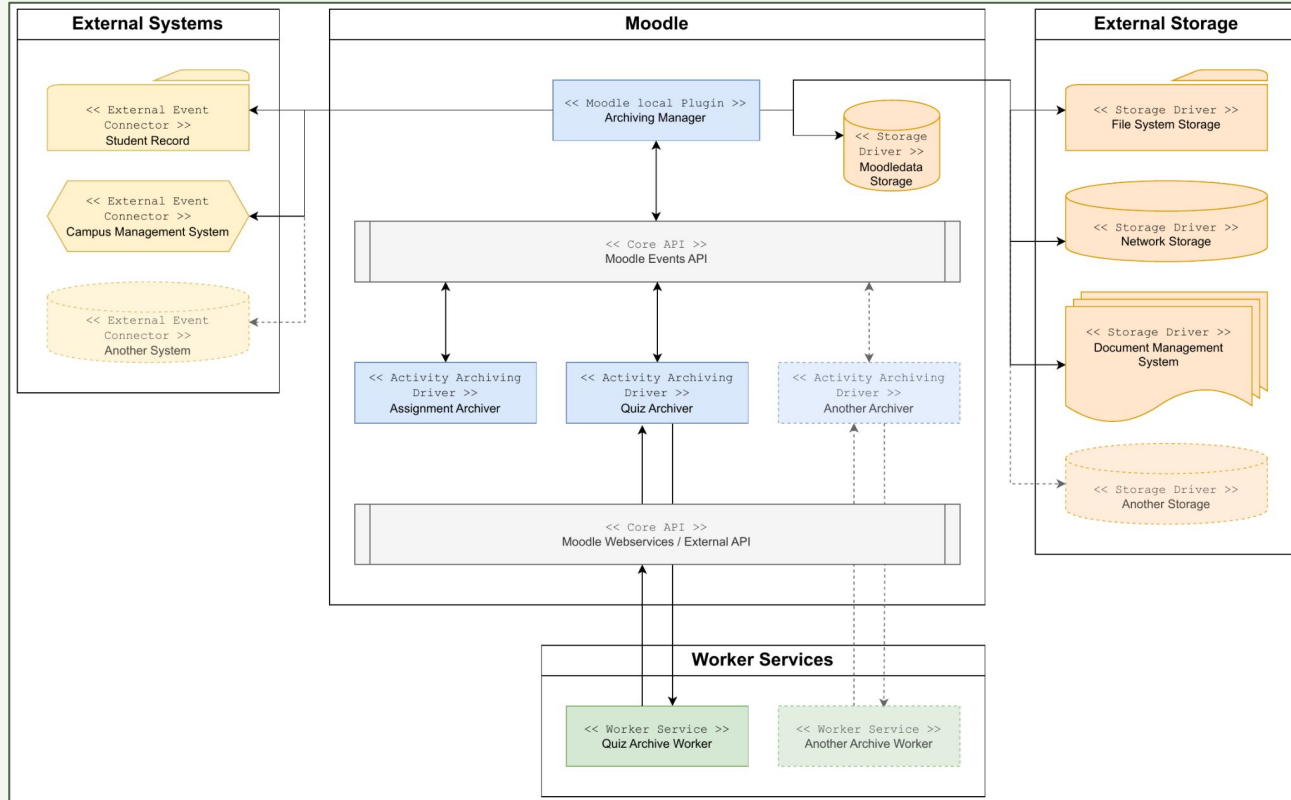 External Systems
<< External Event
Connector >>
Student Record
<< External Event
Connector >>
Campus Management System
<< External Event
Connector >>
Another System
Moodle
<< Moodle local Plugin >>
Archiving Manager
<< Storage
Driver >>
Moodledata
Storage
<< Core API >>
Moodle Events API
<< Activity Archiving
Driver >>
Assignment Archiver
<< Activity Archiving
Driver >>
Quiz Archiver
<< Activity Archiving
Driver >>
Another Archiver
<< Core API >>
Moodle Webservices / External API
External Storage
<< Storage Driver >>
File System Storage
<< Storage Driver >>
Network Storage
<< Storage Driver >>
Document Management
System
<< Storage Driver >>
Another Storage
Worker Services
<< Worker Service >>
Quiz Archive Worker
<< Worker Service >>
Another Archive Worker